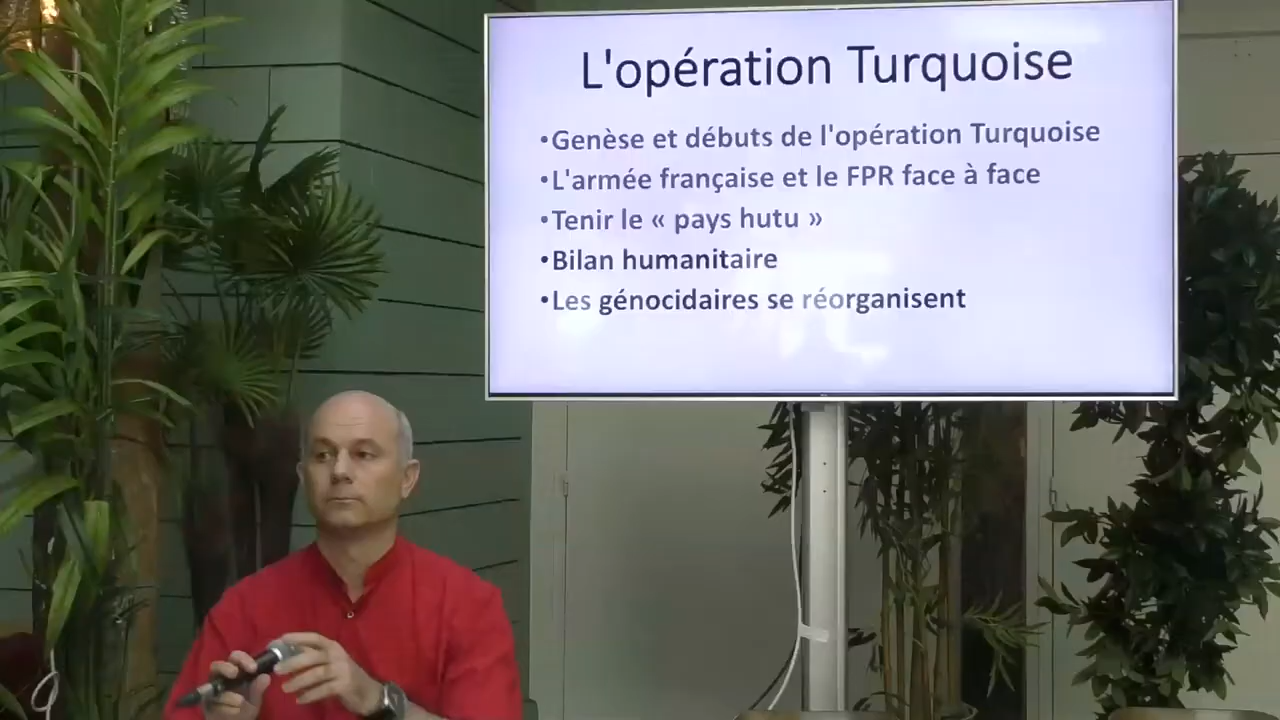 L'opération Turquoise
•Genèse et débuts de l'opération Turquoise
•L'armée française et le FPR face à face
•Tenir le « pays hutu »
•Bilan humanitaire
•Les génocidaires se réorganisent